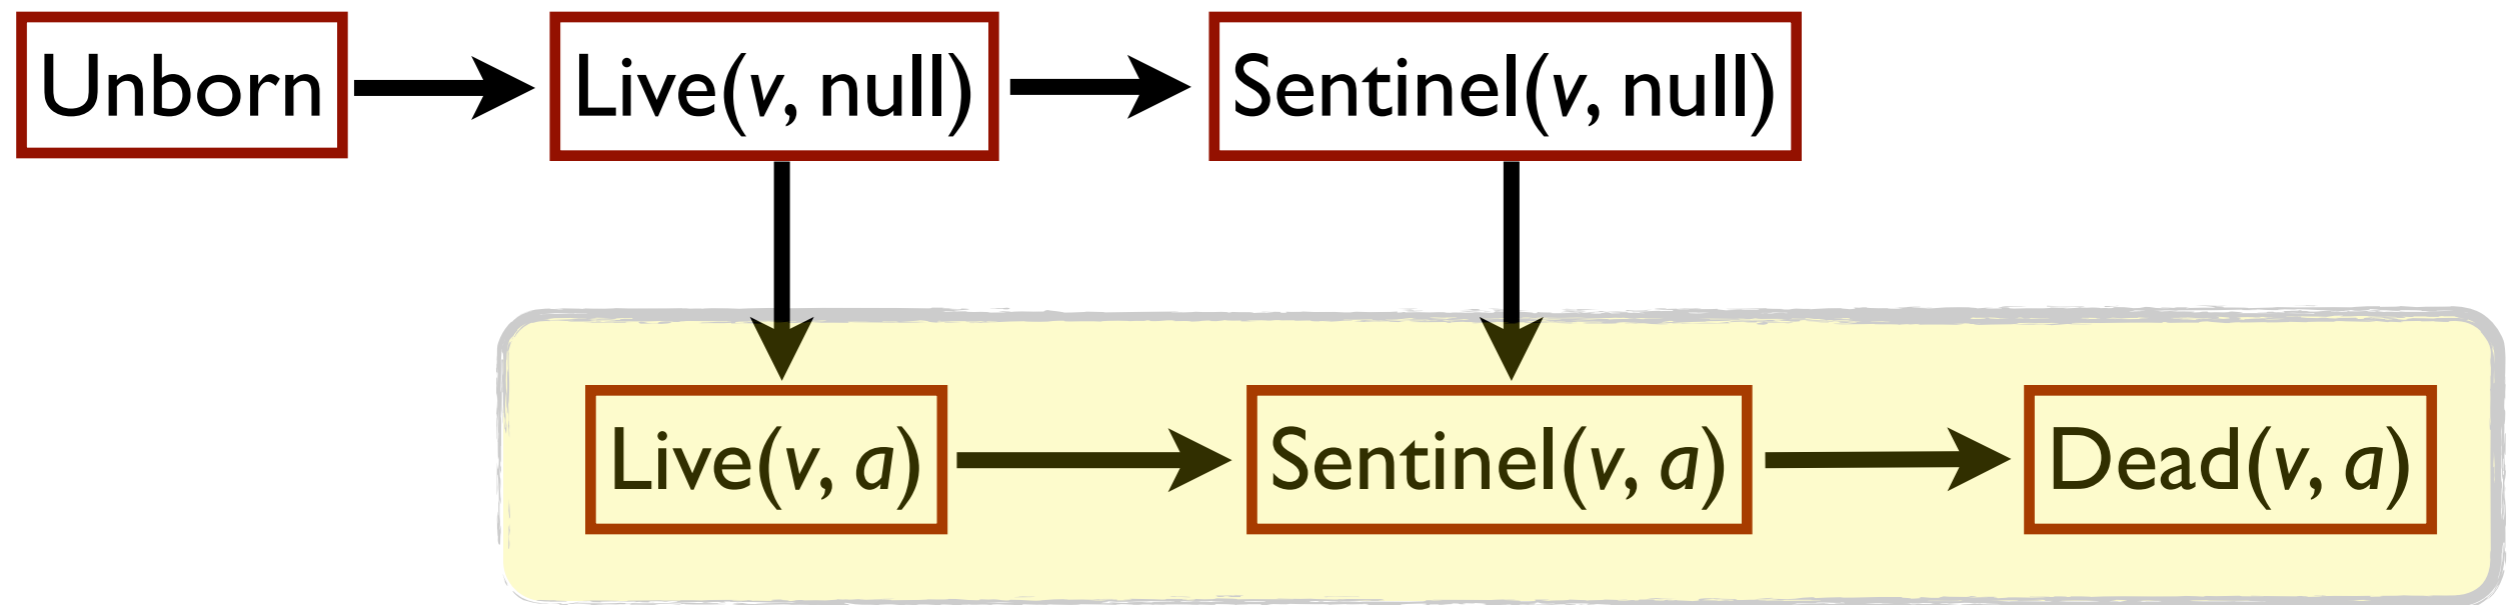 Unborn
Live(v, null)
Sentinel(v, null)
Live(v, a)
Sentinel(v, a)
Dead(v, a)